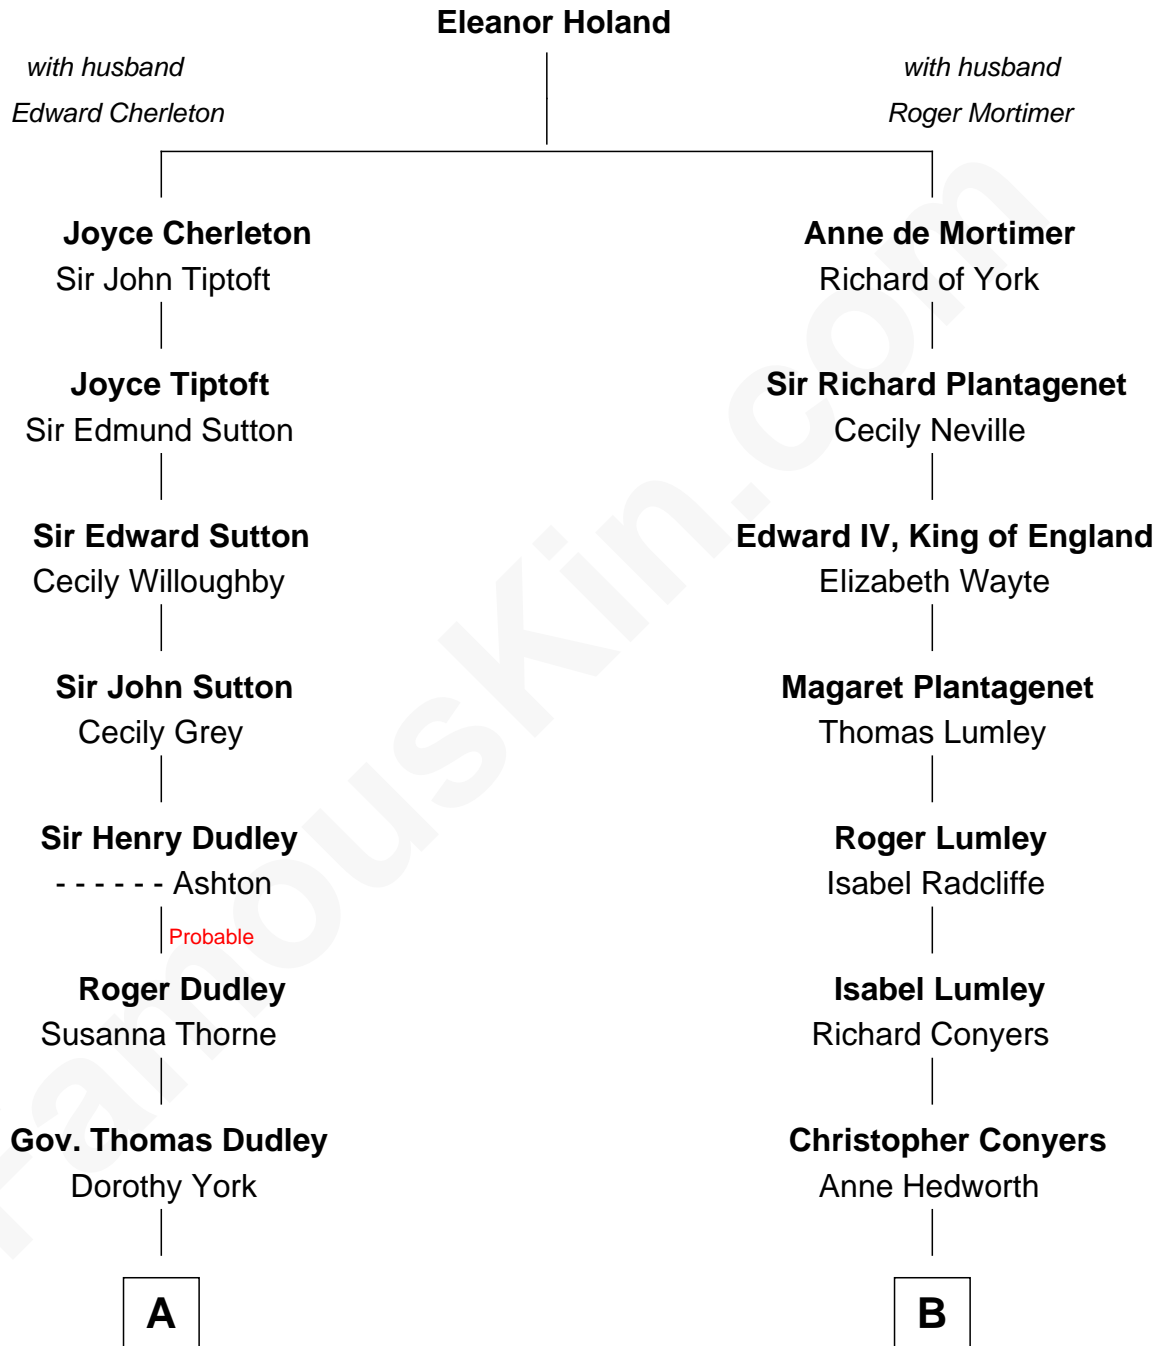 Eleanor Holand
with husband
Edward Cherleton
with husband
Roger Mortimer
Joyce Cherleton
Sir John Tiptoft
Anne de Mortimer
Richard of York
Joyce Tiptoft
Sir Edmund Sutton
Sir Richard Plantagenet
Cecily Neville
Sir Edward Sutton
Cecily Willoughby
Edward IV, King of England
Elizabeth Wayte
Sir John Sutton
Cecily Grey
Magaret Plantagenet
Thomas Lumley
Sir Henry Dudley
- - - - - - Ashton
Roger Lumley
Isabel Radcliffe
Probable
Roger Dudley
Susanna Thorne
Isabel Lumley
Richard Conyers
Gov. Thomas Dudley
Dorothy York
Christopher Conyers
Anne Hedworth
A
B
FamousKin.com